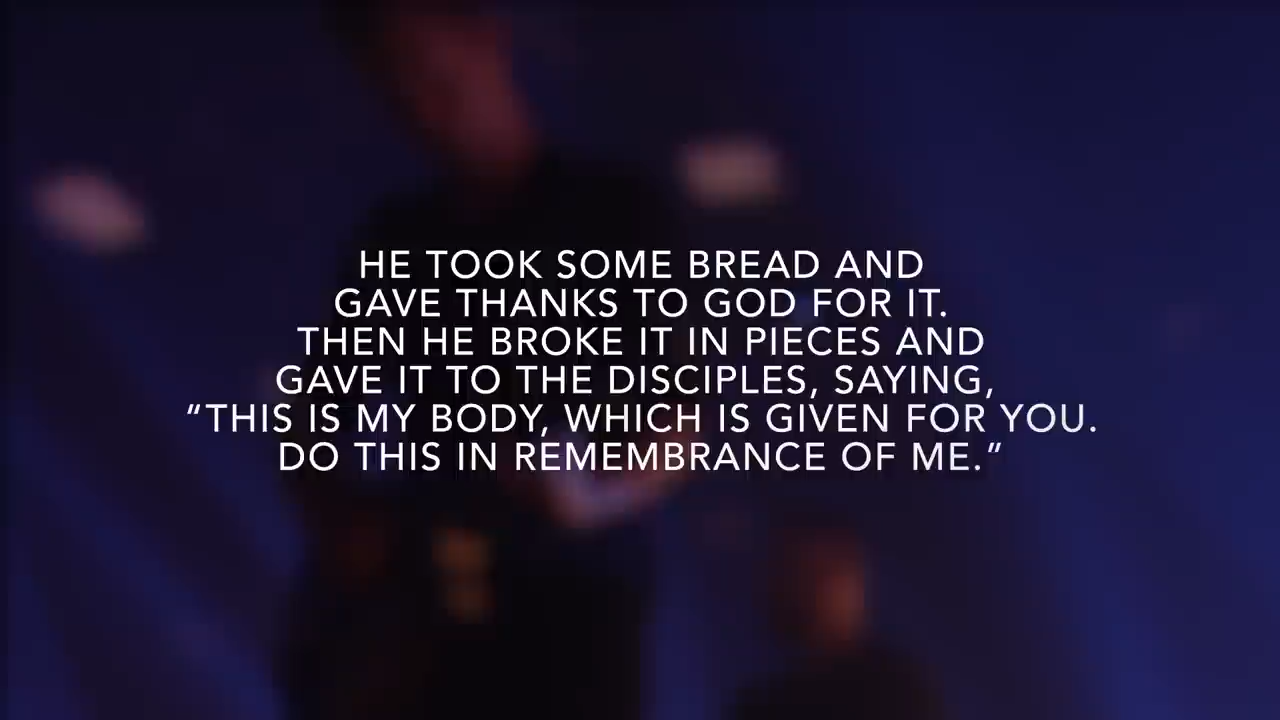 HE TOOK SOME BREAD AND
GAVE THANKS TO GOD FOR IT.
THEN HE BROKE IT IN PIECES AND
GAVE IT TO THE DISCIPLES, SAYING,
“THIS IS MY BODY, WHICH IS GIVEN FOR YOU.
DO THIS IN REMEMBRANCE OF ME.”